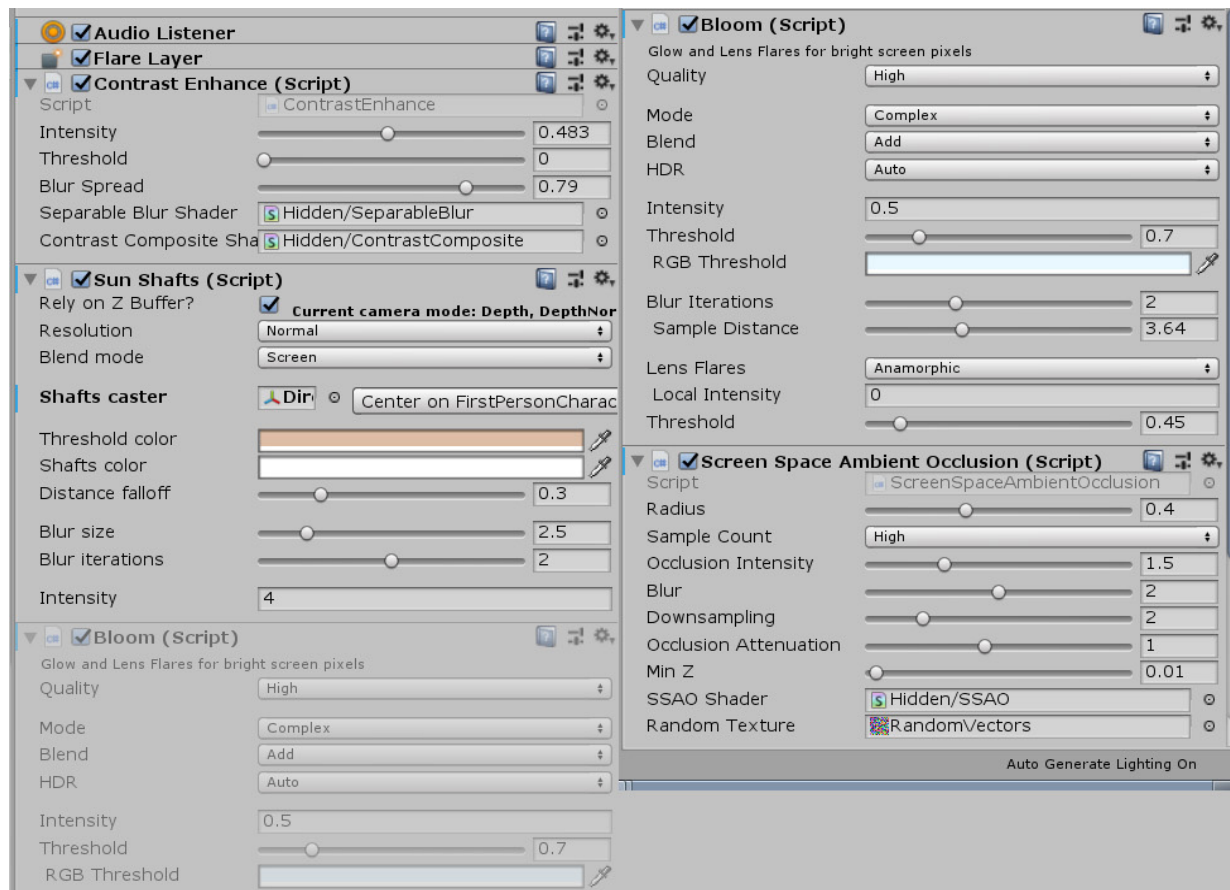 Audio Listener
Flare Layer
Contrast Enhance (Script)
Script ContrastEnhance
Intensity 0.483
Threshold 0
Blur Spread 0.79
Separable Blur Shader Hidden/SeparableBlur
Contrast Composite Sha Hidden/ContrastComposite
Sun Shafts (Script)
Rely on Z Buffer? Current camera mode: Depth, DepthNor
Resolution Normal
Blend mode Screen
Shafts caster Dir Center on FirstPersonCharac
Threshold color
Shafts color
Distance falloff 0.3
Blur size 2.5
Blur iterations 2
Intensity 4
Bloom (Script)
Glow and Lens Flares for bright screen pixels
Quality High
Mode Complex
Blend Add
HDR Auto
Intensity 0.5
Threshold 0.7
RGB Threshold
Bloom (Script)
Glow and Lens Flares for bright screen pixels
Quality High
Mode Complex
Blend Add
HDR Auto
Intensity 0.5
Threshold 0.7
RGB Threshold
Blur Iterations 2
Sample Distance 3.64
Lens Flares Anamorphic
Local Intensity 0
Threshold 0.45
Screen Space Ambient Occlusion (Script)
Script ScreenSpaceAmbientOcclusion
Radius 0.4
Sample Count High
Occlusion Intensity 1.5
Blur 2
Downsampling 2
Occlusion Attenuation 1
Min Z 0.01
SSAO Shader Hidden/SSAO
Random Texture RandomVectors
Auto Generate Lighting On